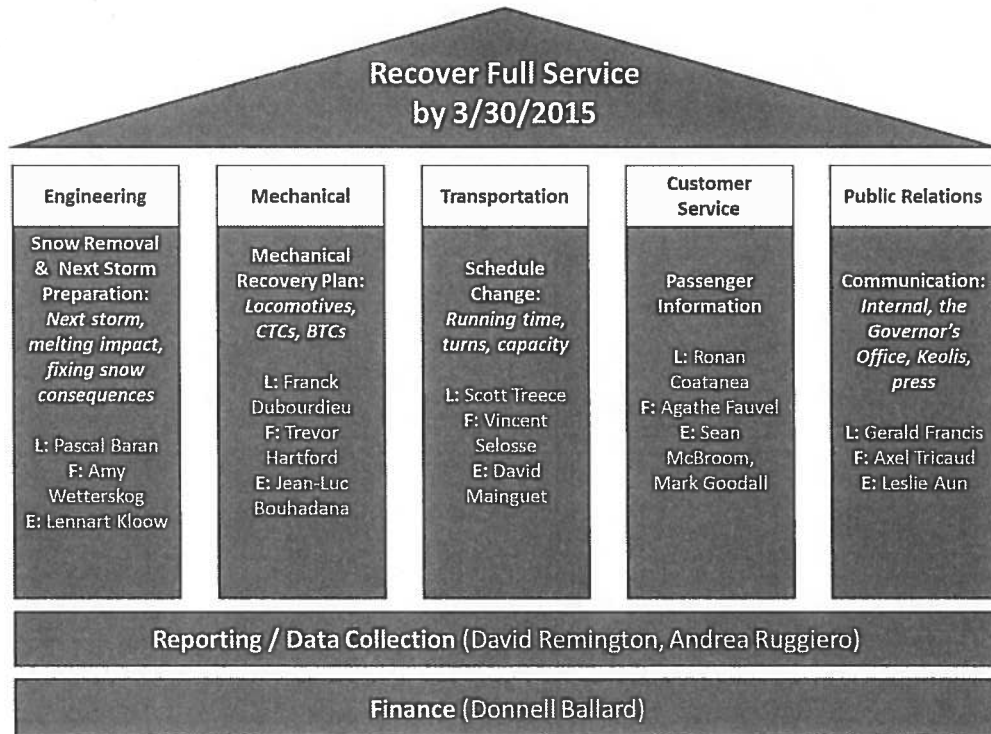 Recover Full Service
by 3/30/2015
Engineering
Snow Removal
& Next Storm
Preparation:
Next storm,
melting impact,
fixing snow
consequences
L: Pascal Baran
F: Amy
Wetterskog
E: Lennart Kloow
Mechanical
Mechanical
Recovery Plan:
Locomotives,
CTCs, BTCs
L: Franck
Dubourdieu
F: Trevor
Hartford
E: Jean-Luc
Bouhadana
Transportation
Schedule
Change:
Running time,
turns, capacity
L: Scott Treece
F: Vincent
Selosse
E: David
Mainguet
Customer
Service
Passenger
Information
L: Ronan
Coatanea
F: Agathe Fauvel
E: Sean
McBroom,
Mark Goodall
Public Relations
Communication:
Internal, the
Governor's
Office, Keolis,
press
L: Gerald Francis
F: Axel Tricaud
E: Leslie Aun
Reporting / Data Collection (David Remington, Andrea Ruggiero)
Finance (Donnell Ballard)